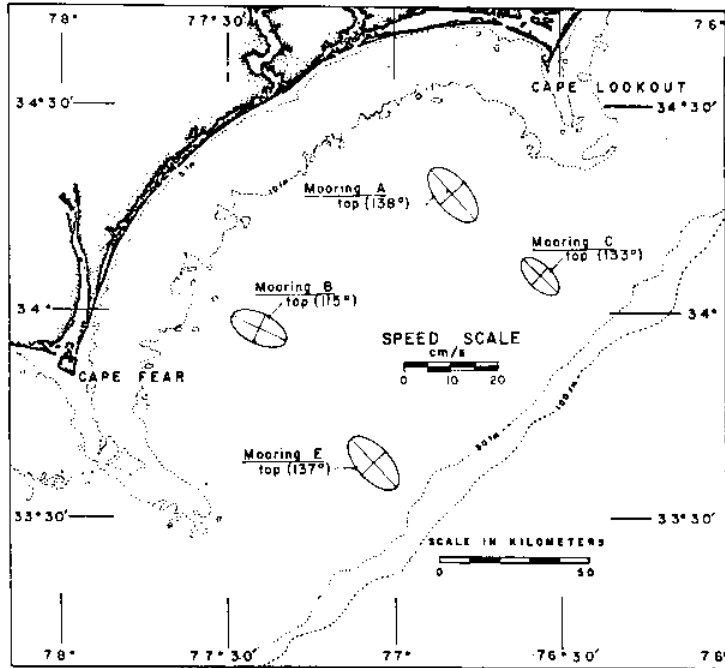 78° 77°30' 76°
CAPE LOOKOUT
34°30' 34°30'
Mooring A
top (138°)
Mooring C
top (133°)
Mooring B
top (115°)
34° 34°
SPEED SCALE
cm/s
0 10 20
CAPE FEAR
Mooring E
top (137°)
33°30' 33°30'
SCALE IN KILOMETERS
0 50
78° 77°30' 77° 76°30' 76°